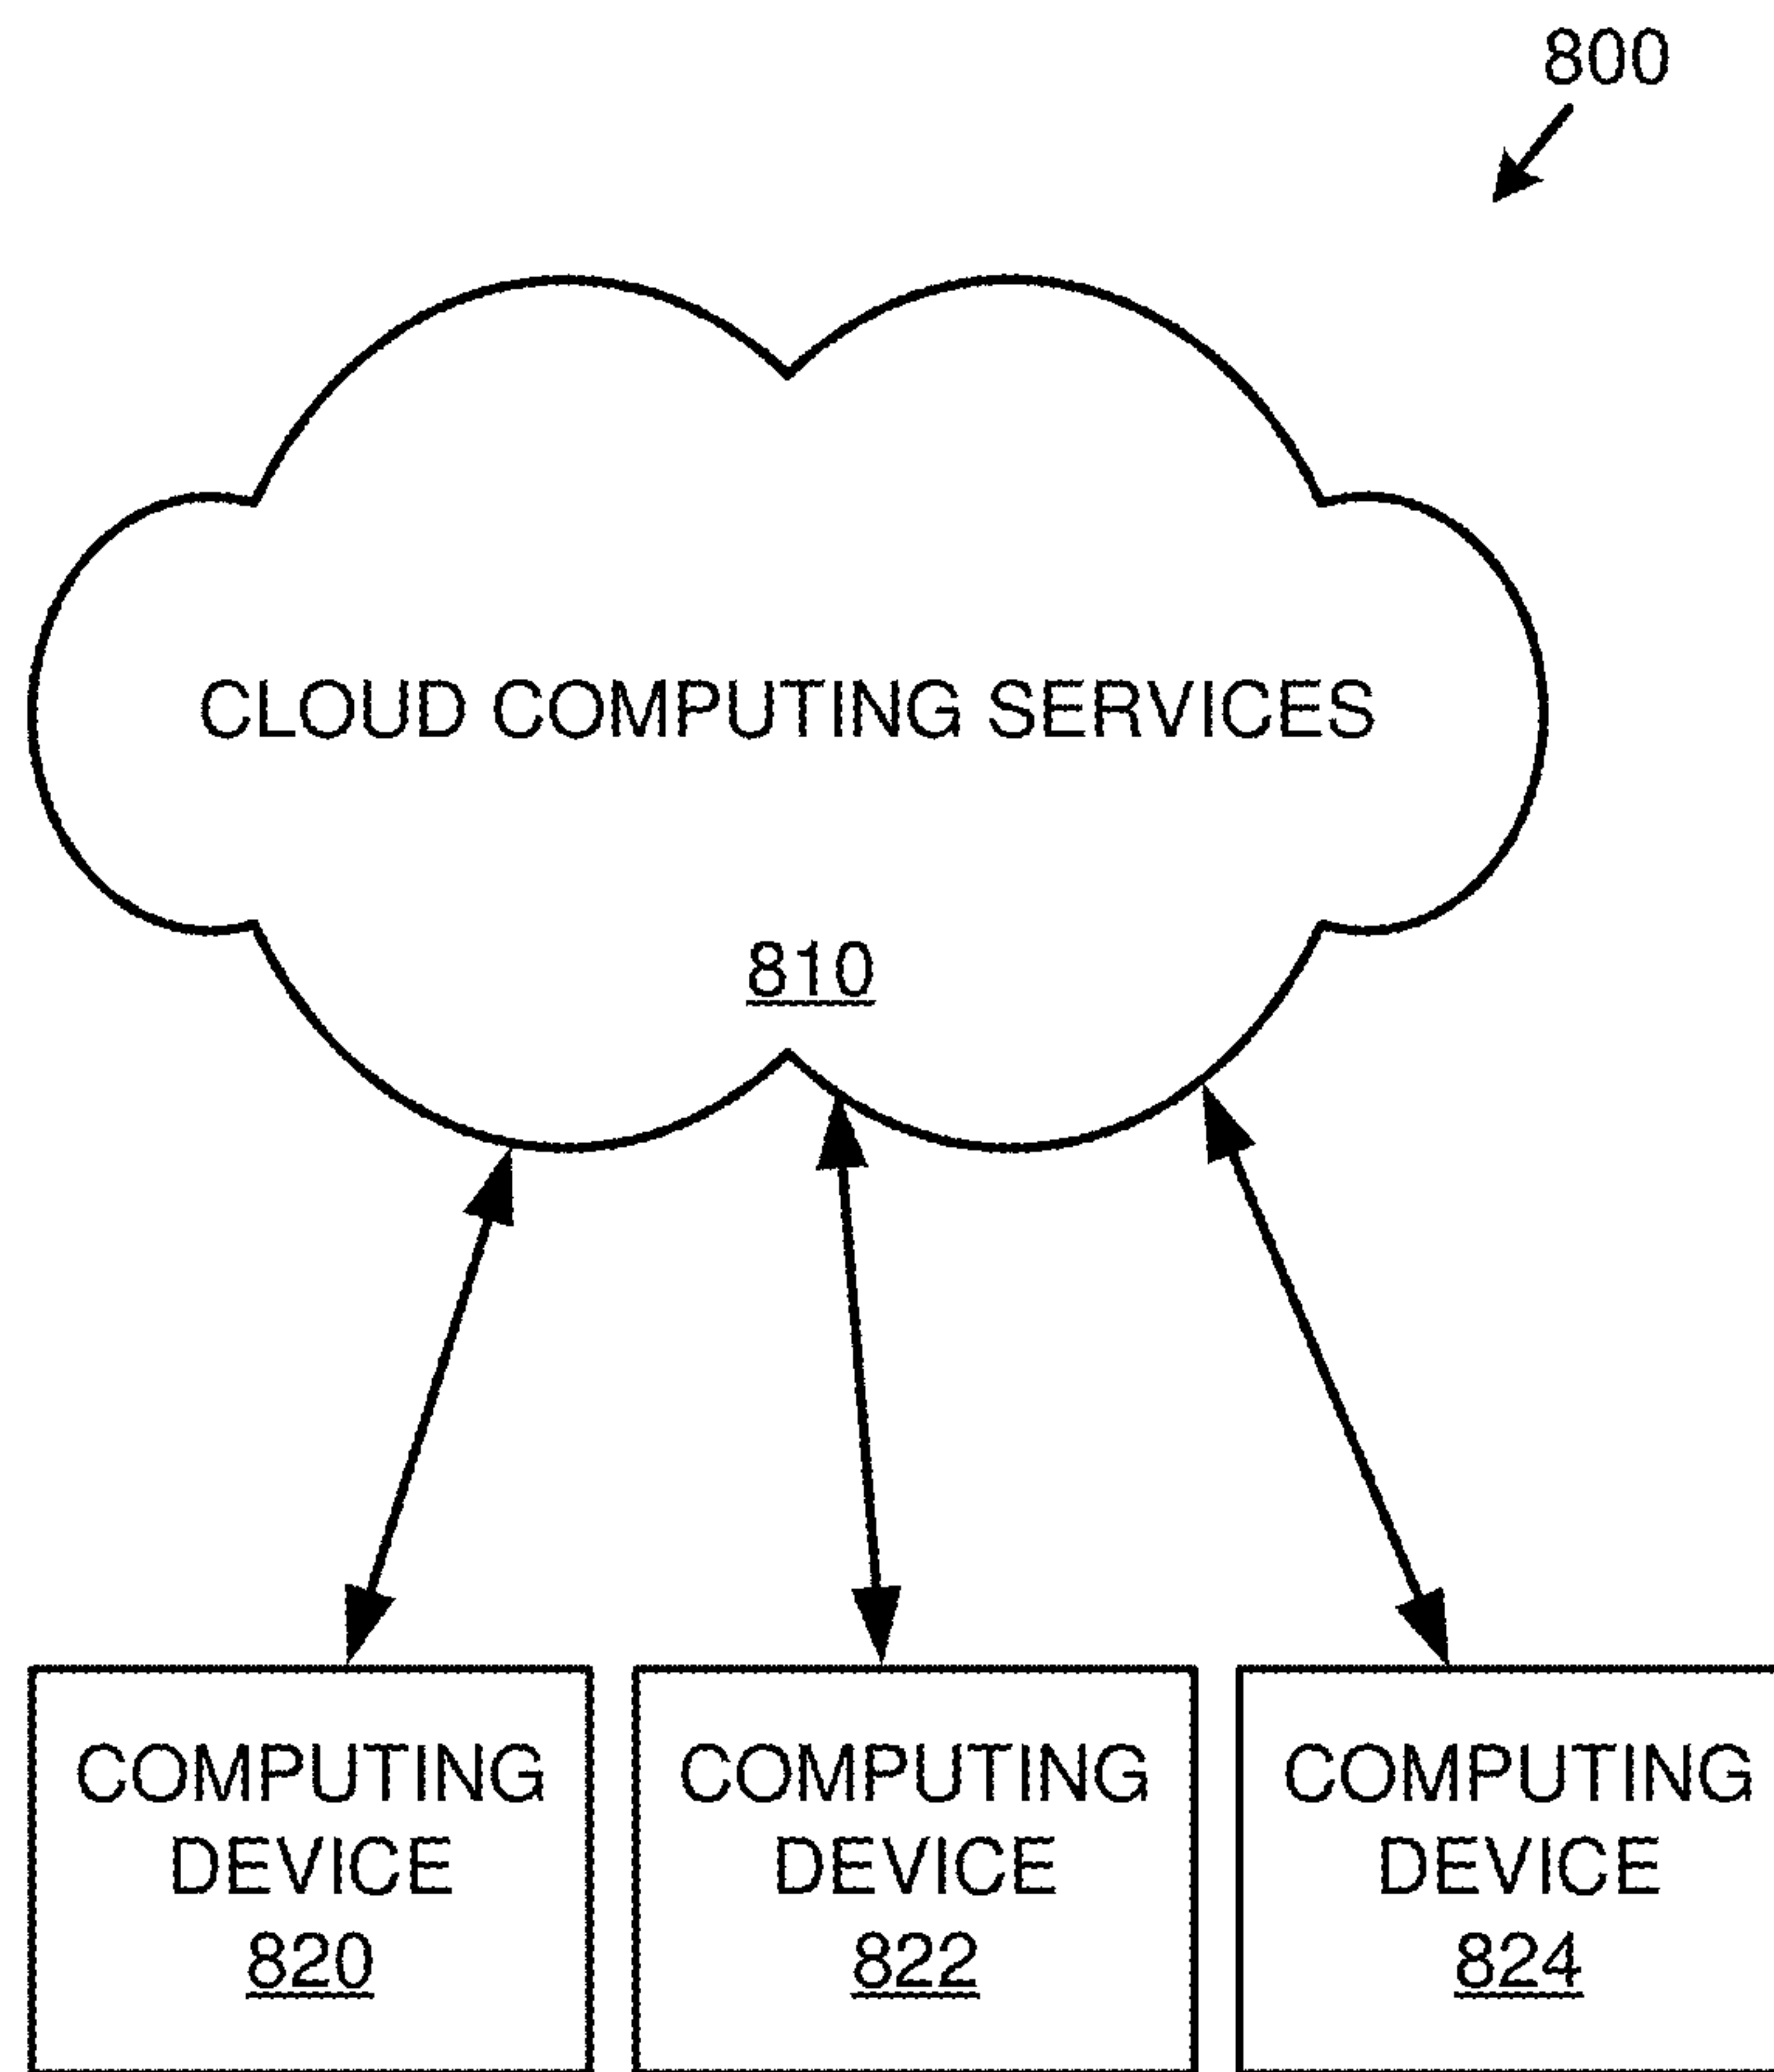 800
CLOUD COMPUTING SERVICES
810
COMPUTING
DEVICE
820
COMPUTING
DEVICE
822
COMPUTING
DEVICE
824